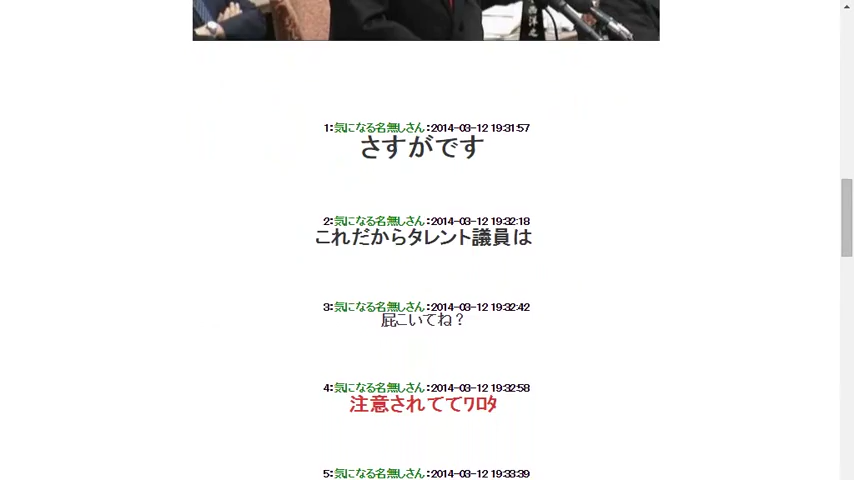 西洋之
1：気になる名無しさん：2014-03-12 19:31:57
さすがです
2：気になる名無しさん：2014-03-12 19:32:18
これだからタレント議員は
3：気になる名無しさん：2014-03-12 19:32:42
屁こいてね？
4：気になる名無しさん：2014-03-12 19:32:58
注意されててﾜﾛﾀ
5：気になる名無しさん：2014-03-12 19:33:39